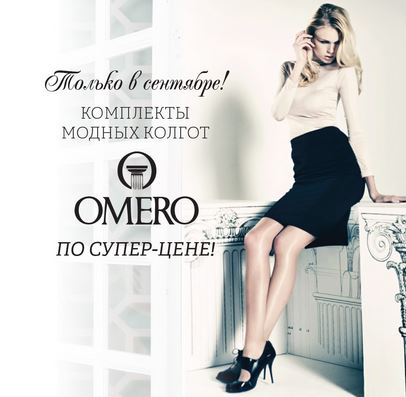 Только в сентябре!
КОМПЛЕКТЫ
МОДНЫХ КОЛГОТ
OMERO
ПО СУПЕР-ЦЕНЕ!